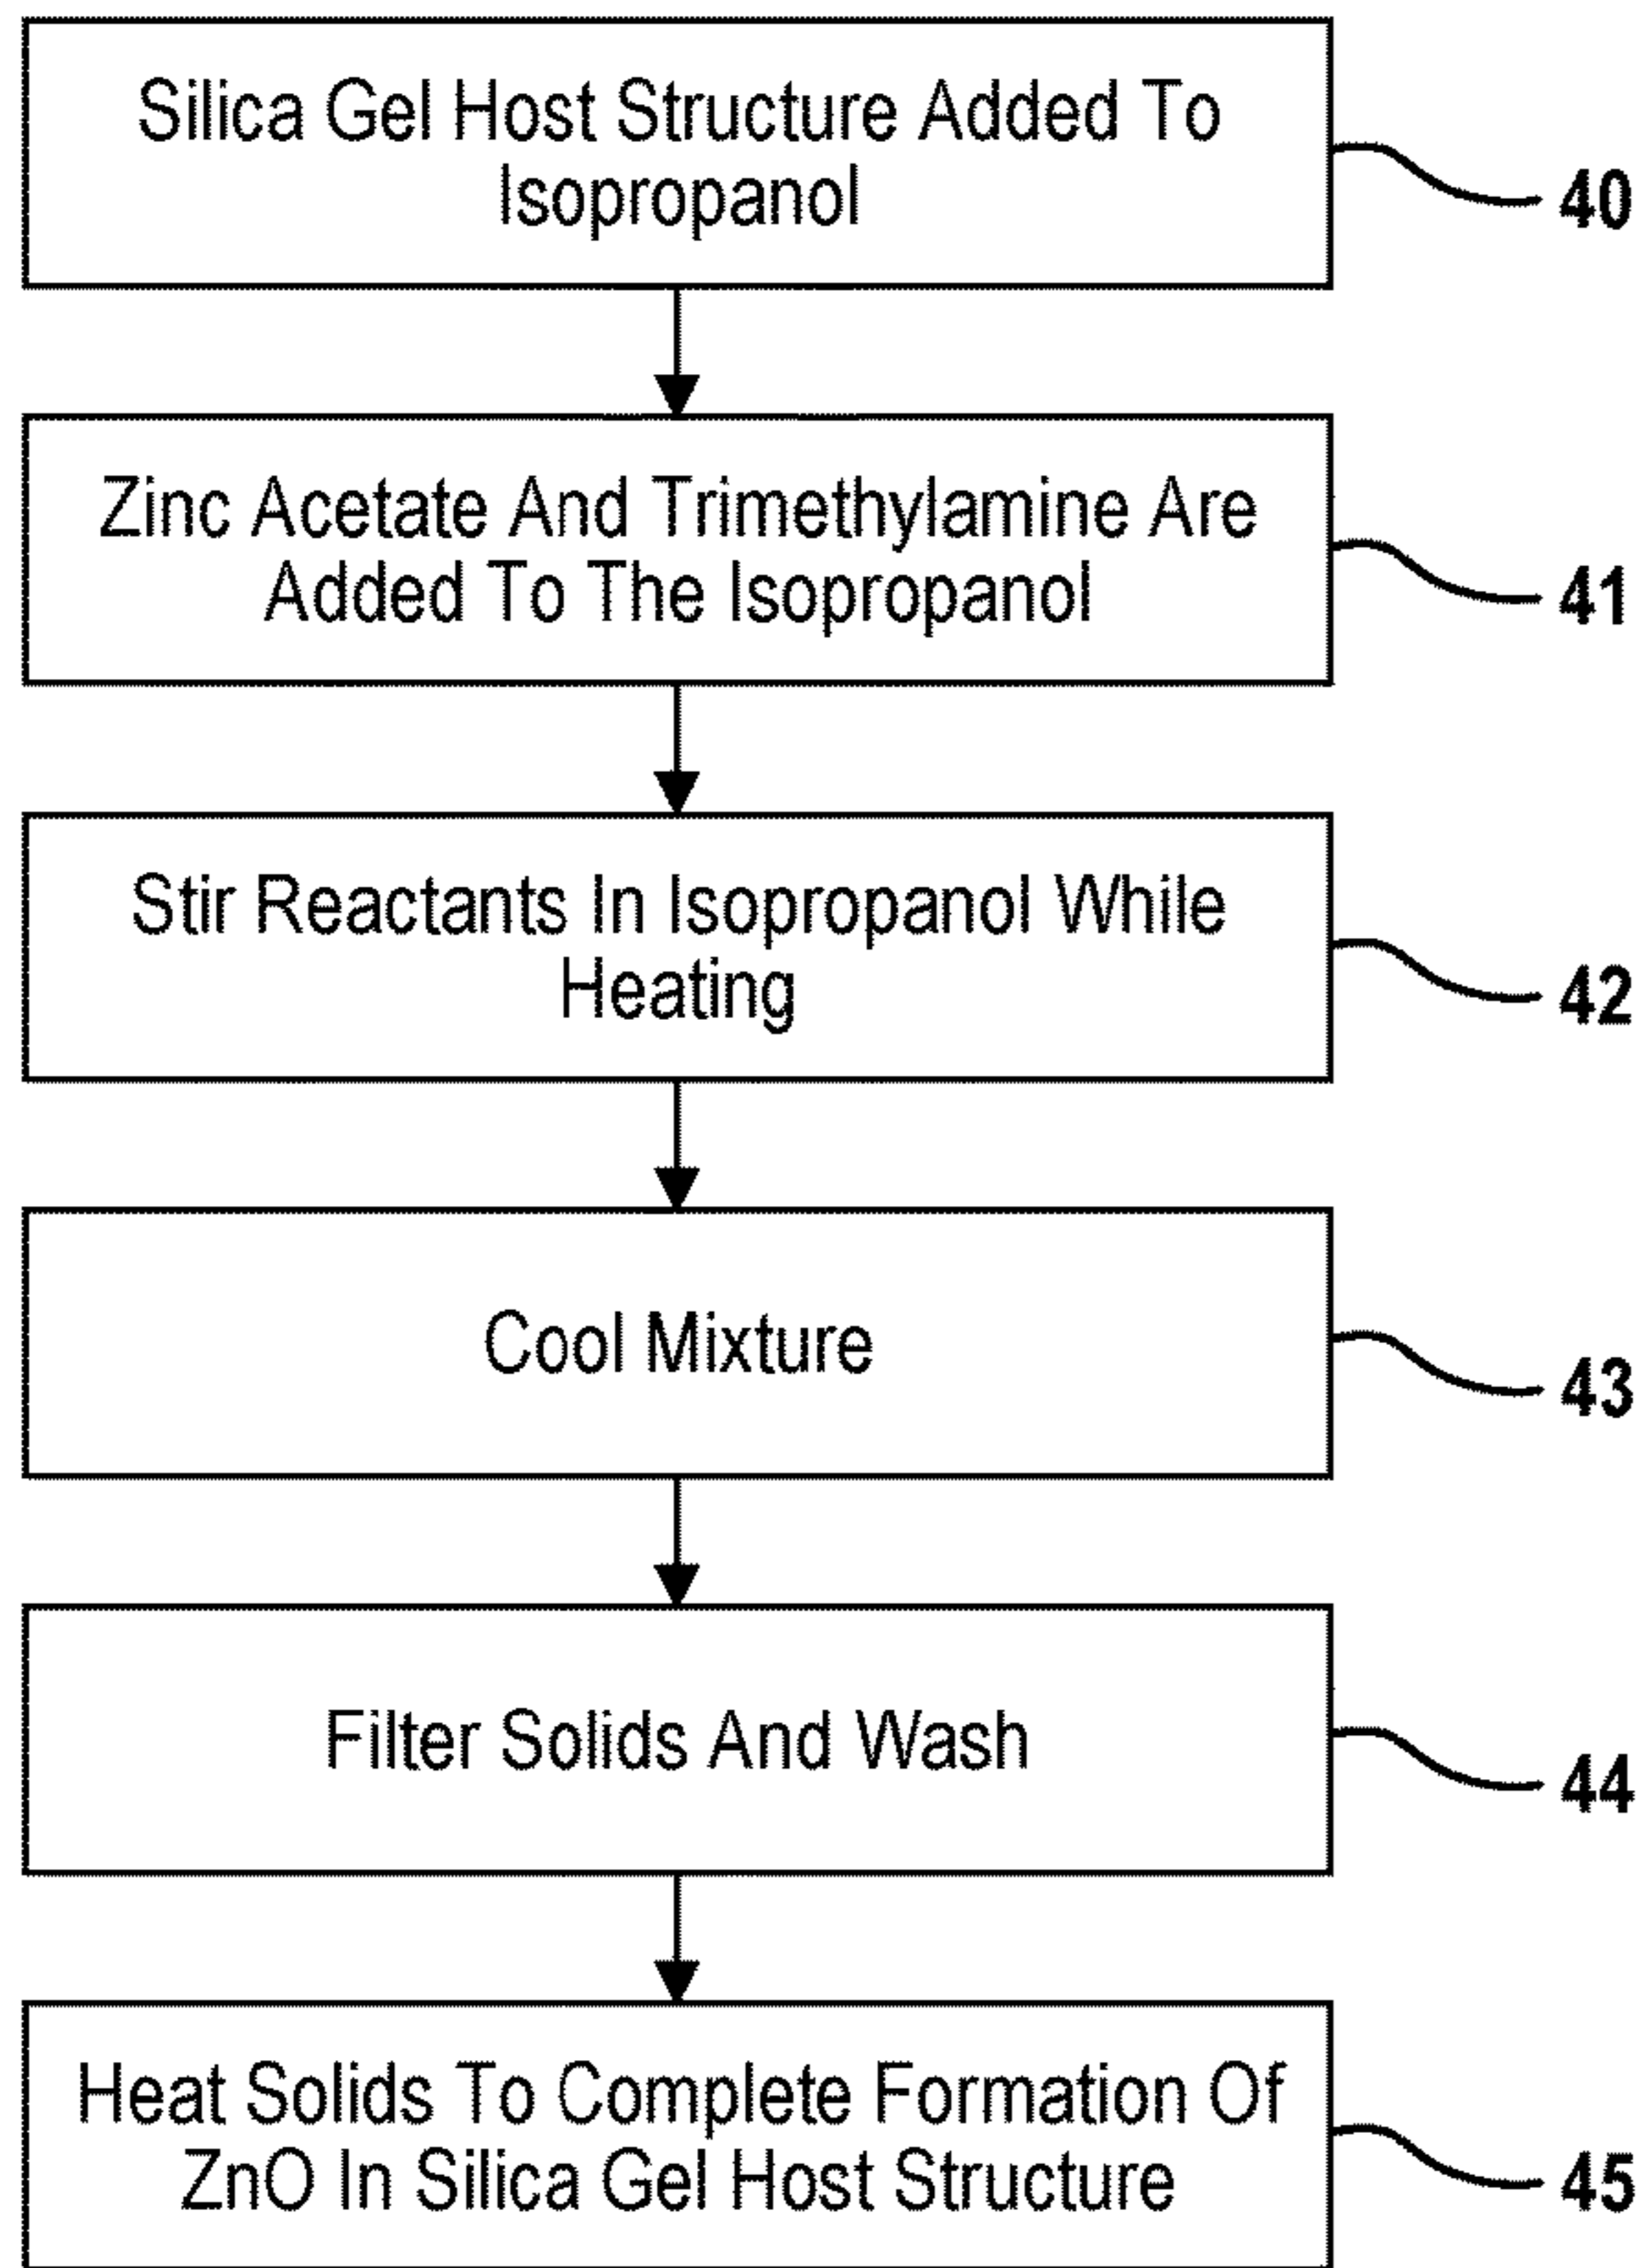 Silica Gel Host Structure Added To
Isopropanol
40
Zinc Acetate And Trimethylamine Are
Added To The Isopropanol
41
Stir Reactants In Isopropanol While
Heating
42
Cool Mixture
43
Filter Solids And Wash
44
Heat Solids To Complete Formation Of
ZnO In Silica Gel Host Structure
45